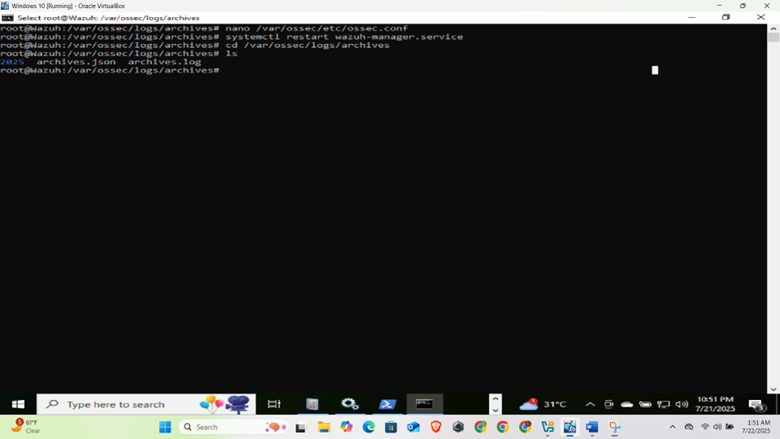 Windows 10 [Running] - Oracle VirtualBox
Select root@Wazuh: /var/ossec/logs/archives
root@Wazuh:/var/ossec/logs/archives# nano /var/ossec/etc/ossec.conf
root@Wazuh:/var/ossec/logs/archives# systemctl restart wazuh-manager.service
root@Wazuh:/var/ossec/logs/archives# cd /var/ossec/logs/archives
root@Wazuh:/var/ossec/logs/archives# ls
2025 archives.json archives.log
root@Wazuh:/var/ossec/logs/archives#
Type here to search
31°C
10:51 PM
7/21/2025
3
5
61°F
Clear
Search
1:51 AM
7/22/2025